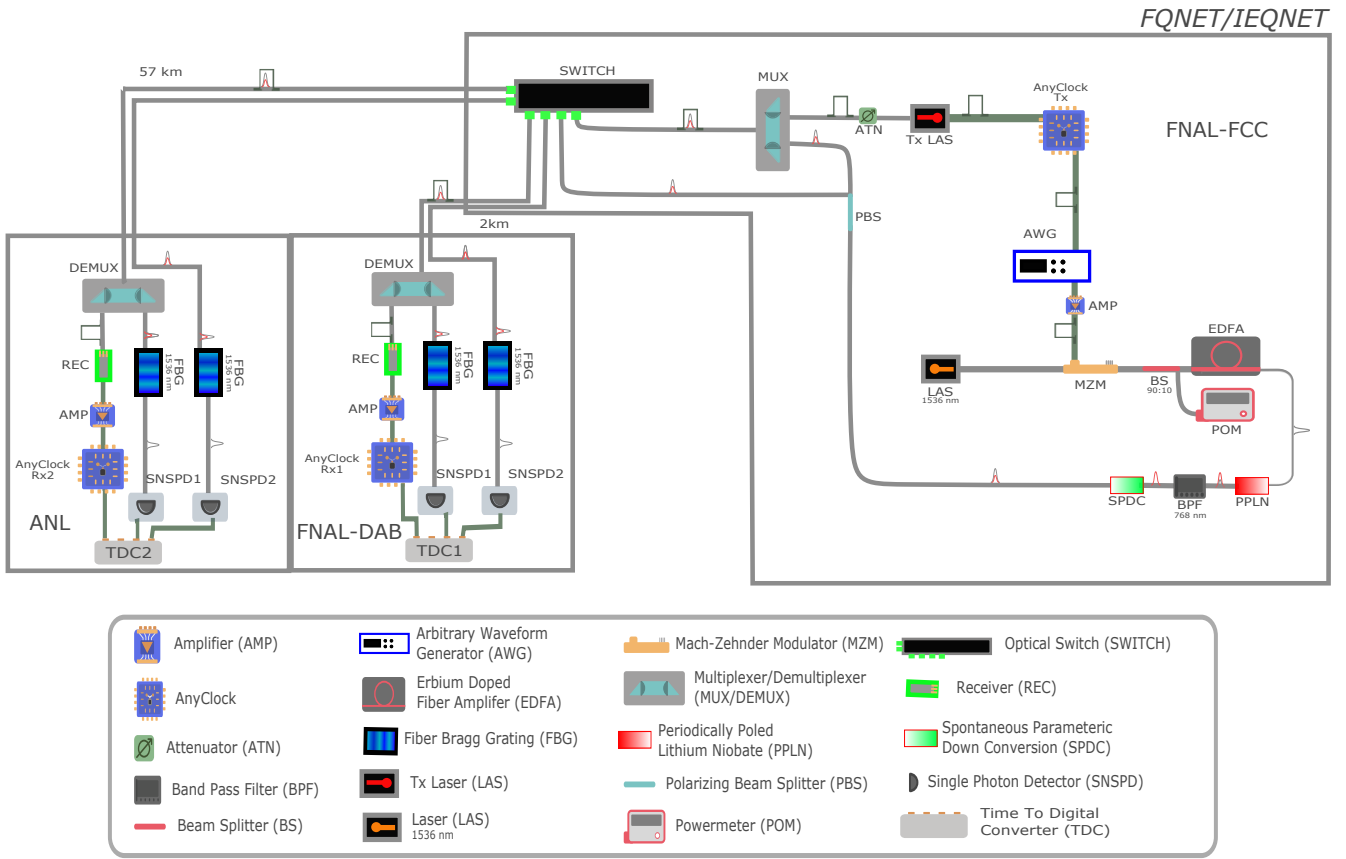 FQNET/IEQNET
57 km
SWITCH
MUX
AnyClock
Tx
ATN
Tx LAS
FNAL-FCC
2km
PBS
AWG
AMP
DEMUX
DEMUX
REC
FBG
1536 nm
FBG
1536 nm
REC
FBG
1536 nm
FBG
1536 nm
EDFA
LAS
1536 nm
MZM
BS
90:10
POM
AMP
AMP
AnyClock
Rx2
SNSPD1
SNSPD2
AnyClock
Rx1
SNSPD1
SNSPD2
SPDC
BPF
768 nm
PPLN
ANL
TDC2
FNAL-DAB
TDC1
Amplifier (AMP)
Arbitrary Waveform
Generator (AWG)
Mach-Zehnder Modulator (MZM)
Optical Switch (SWITCH)
AnyClock
Erbium Doped
Fiber Amplifer (EDFA)
Multiplexer/Demultiplexer
(MUX/DEMUX)
Receiver (REC)
Attenuator (ATN)
Fiber Bragg Grating (FBG)
Periodically Poled
Lithium Niobate (PPLN)
Spontaneous Parameteric
Down Conversion (SPDC)
Band Pass Filter (BPF)
Tx Laser (LAS)
Polarizing Beam Splitter (PBS)
Single Photon Detector (SNSPD)
Beam Splitter (BS)
Laser (LAS)
1536 nm
Powermeter (POM)
Time To Digital
Converter (TDC)